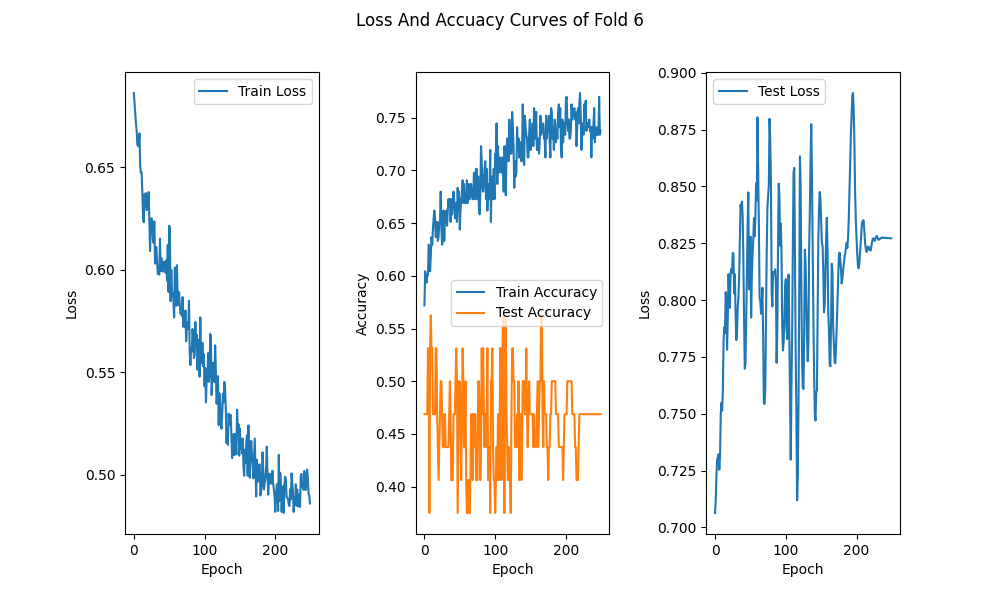 Loss And Accuacy Curves of Fold 6
Train Loss
0.65
0.60
0.55
0.50
Loss
0
100
200
Epoch
0.75
0.70
0.65
0.60
0.55
0.50
0.45
0.40
Accuracy
Train Accuracy
Test Accuracy
0
100
200
Epoch
Test Loss
0.900
0.875
0.850
0.825
0.800
0.775
0.750
0.725
0.700
Loss
0
100
200
Epoch